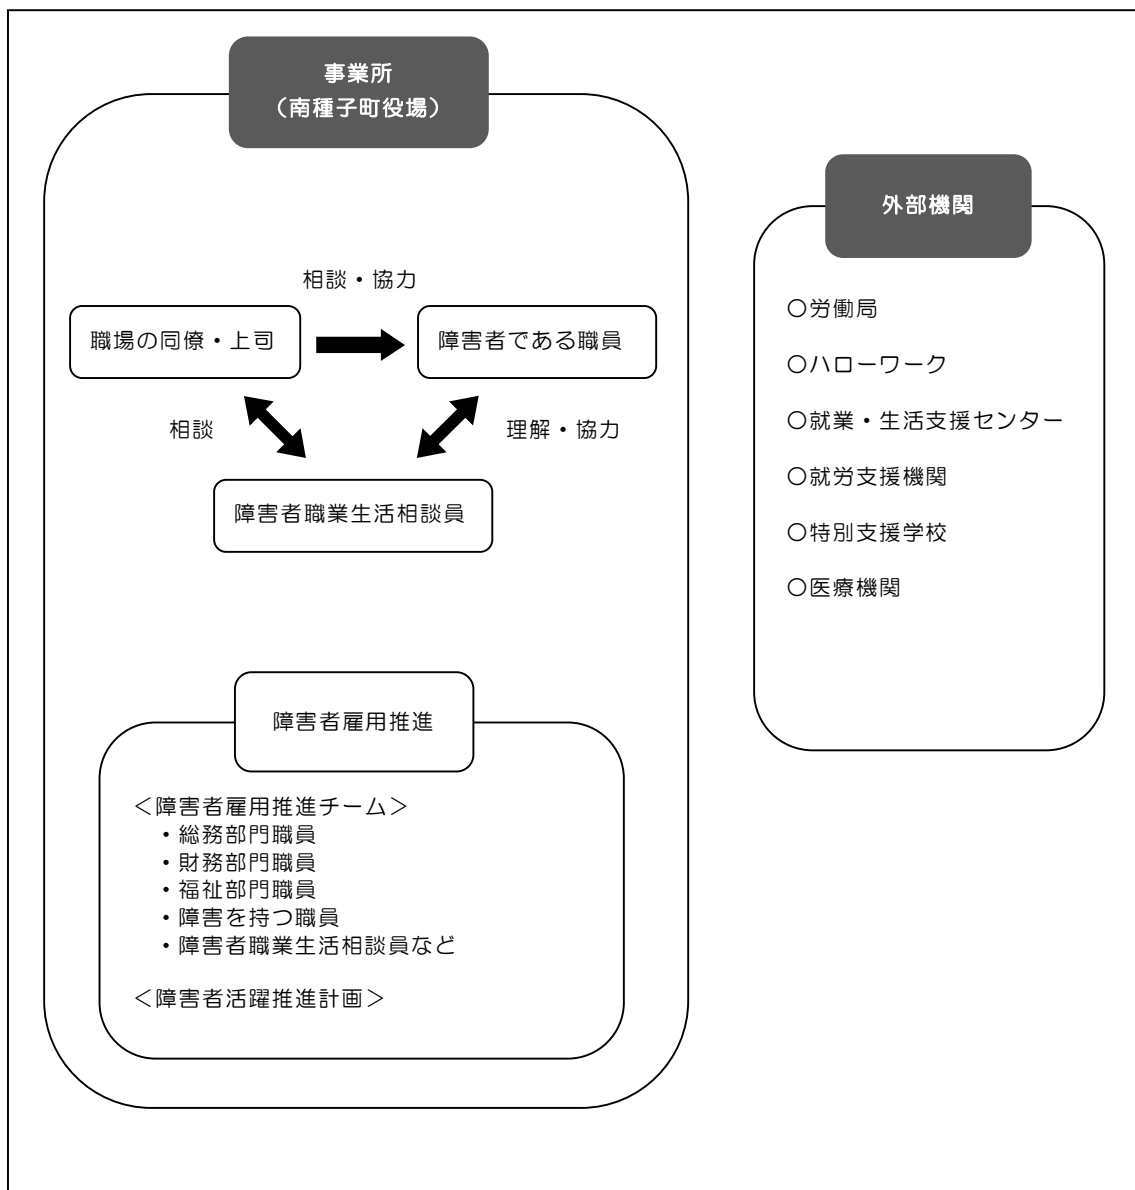 事業所
（南種子町役場）
相談・協力
職場の同僚・上司
障害者である職員
相談
理解・協力
障害者職業生活相談員
障害者雇用推進
＜障害者雇用推進チーム＞
・総務部門職員
・財務部門職員
・福祉部門職員
・障害を持つ職員
・障害者職業生活相談員など
＜障害者活躍推進計画＞
外部機関
○労働局
○ハローワーク
○就業・生活支援センター
○就労支援機関
○特別支援学校
○医療機関